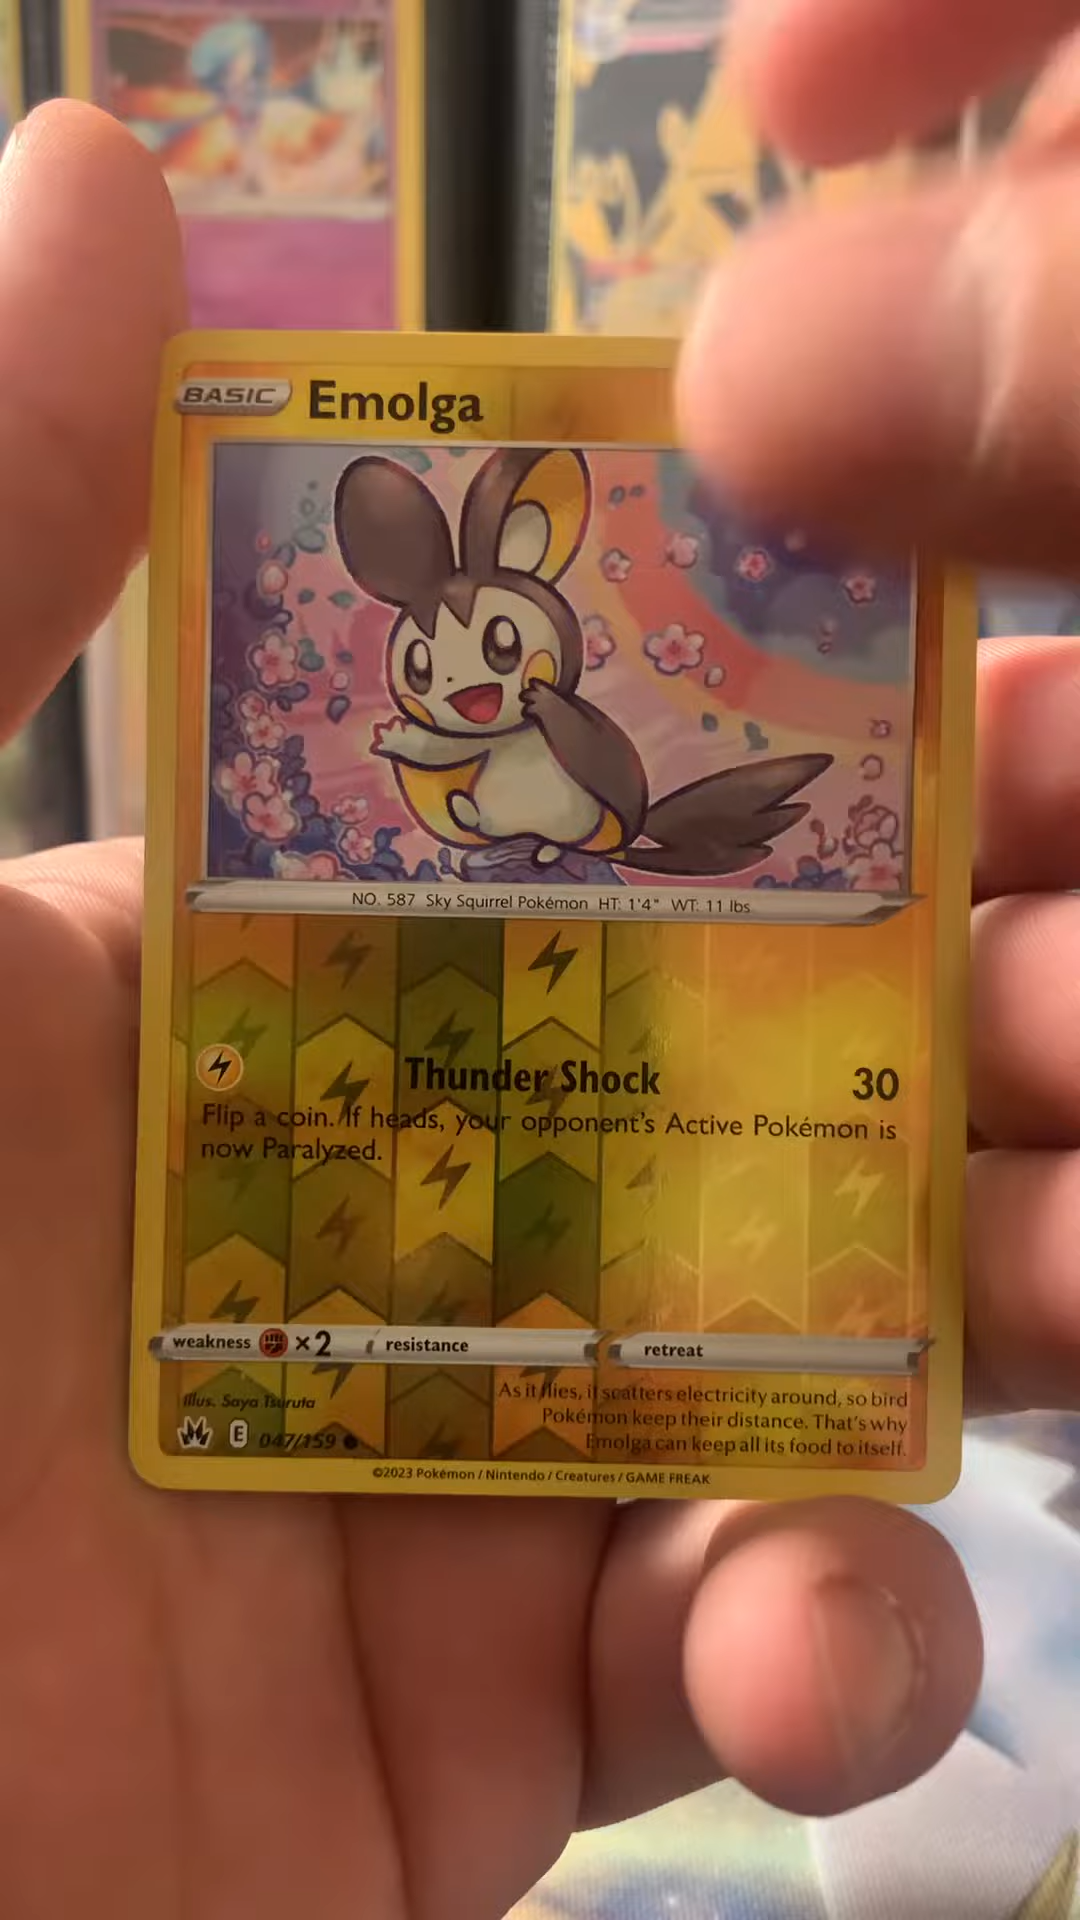 BASIC Emolga
NO. 587 Sky Squirrel Pokémon HT: 1'4" WT: 11 lbs
Thunder Shock 30
Flip a coin. If heads, your opponent's Active Pokémon is
now Paralyzed.
weakness ×2 resistance retreat
Illus. Saya Tsuruta
As it flies, it scatters electricity around, so bird
Pokémon keep their distance. That's why
Emolga can keep all its food to itself.
E 047/159
©2023 Pokémon / Nintendo / Creatures / GAME FREAK